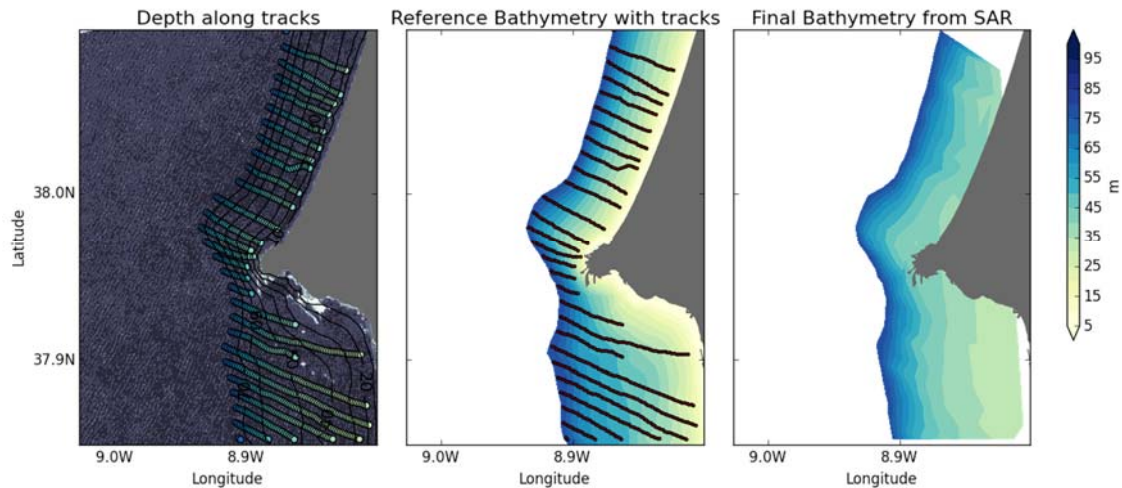 Depth along tracks
Reference Bathymetry with tracks
Final Bathymetry from SAR
Latitude
38.0N
37.9N
20
9.0W
8.9W
Longitude
9.0W
8.9W
Longitude
9.0W
8.9W
Longitude
95
85
75
65
55
45
35
25
15
5
m